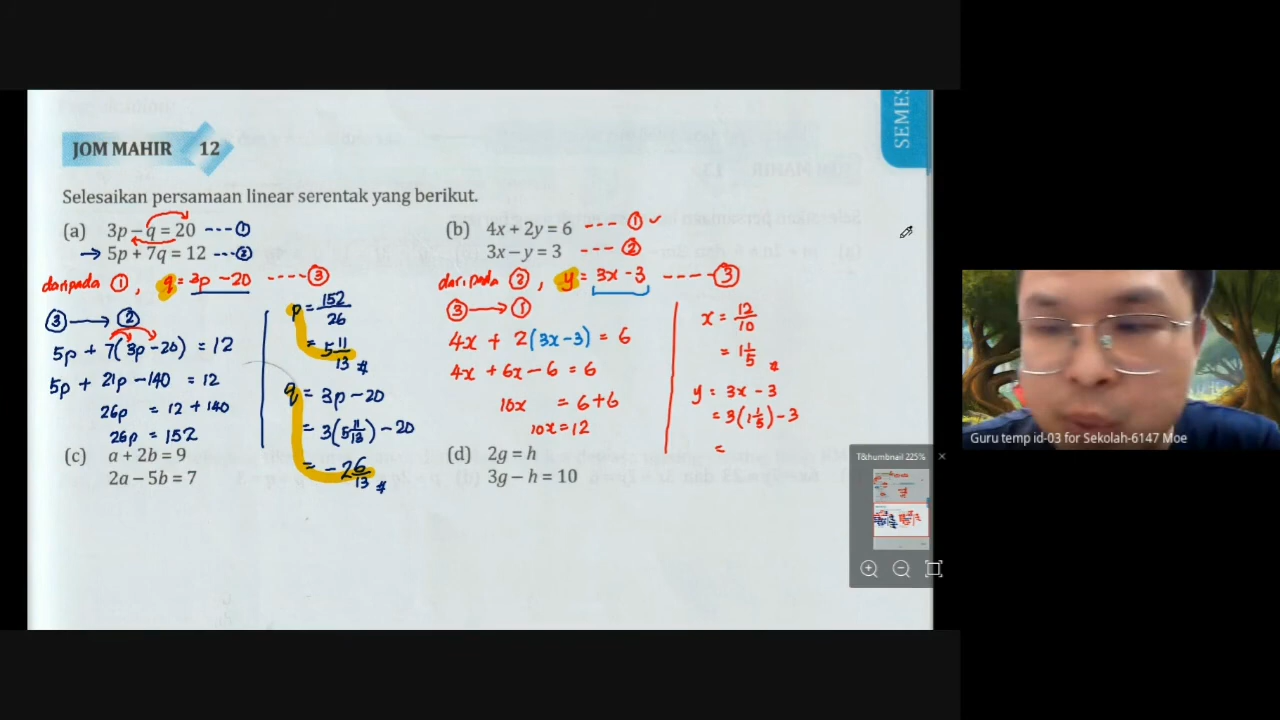 SEMES
JOM MAHIR 12
Selesaikan persamaan linear serentak yang berikut.
(a) 3p − q = 20 ---- ①
→ 5p + 7q = 12 --- ②
daripada ①, q = 3p − 20 ---- ③
③ → ②
5p + 7(3p − 20) = 12
5p + 21p − 140 = 12
26p = 12 + 140
26p = 152
p = 152/26
= 5 11/13 #
q = 3p − 20
= 3(5 11/13) − 20
= − 26/13 #
(b) 4x + 2y = 6 ---- ① ✓
3x − y = 3 ---- ②
daripada ②, y = 3x − 3 ---- ③
③ → ①
4x + 2(3x − 3) = 6
4x + 6x − 6 = 6
10x = 6 + 6
10x = 12
x = 12/10
= 1 1/5 #
y = 3x − 3
= 3(1 1/5) − 3
=
(c) a + 2b = 9
2a − 5b = 7
(d) 2g = h
3g − h = 10
Guru temp id-03 for Sekolah-6147 Moe
T&humbneil 225%